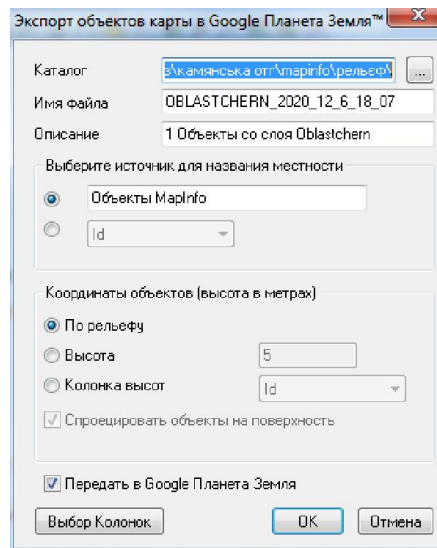 Экспорт объектов карты в Google Планета Земля™
Каталог
з\камянська отг\mapinfo\рельеф\
...
Имя файла
OBLASTCHERN_2020_12_6_18_07
Описание
1 Объекты со слоя Oblastchern
Выберите источник для названия местности
Объекты MapInfo
Id
Координаты объектов (высота в метрах)
По рельефу
Высота
5
Колонка высот
Id
Спроецировать объекты на поверхность
Передать в Google Планета Земля
Выбор Колонок
OK
Отмена